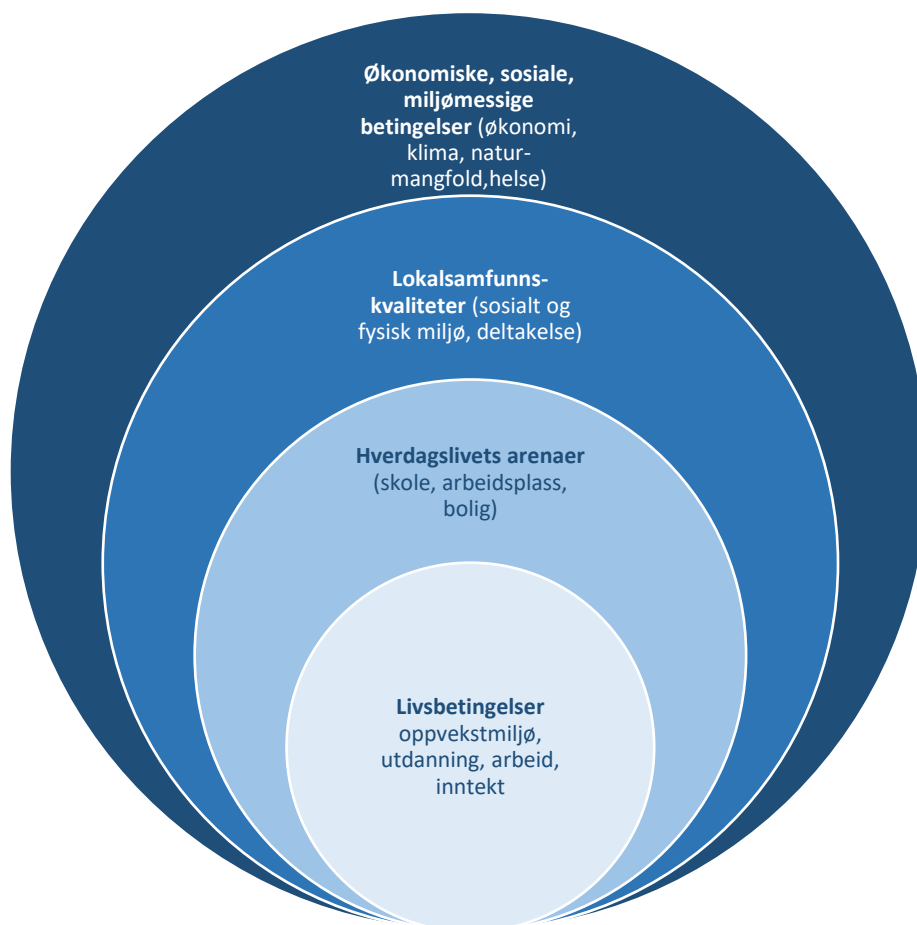 Økonomiske, sosiale,
miljømessige
betingelser (økonomi,
klima, natur-
mangfold,helse)
Lokalsamfunns-
kvaliteter (sosialt og
fysisk miljø, deltakelse)
Hverdagslivets arenaer
(skole, arbeidsplass,
bolig)
Livsbetingelser
oppvekstmiljø,
utdanning, arbeid,
inntekt